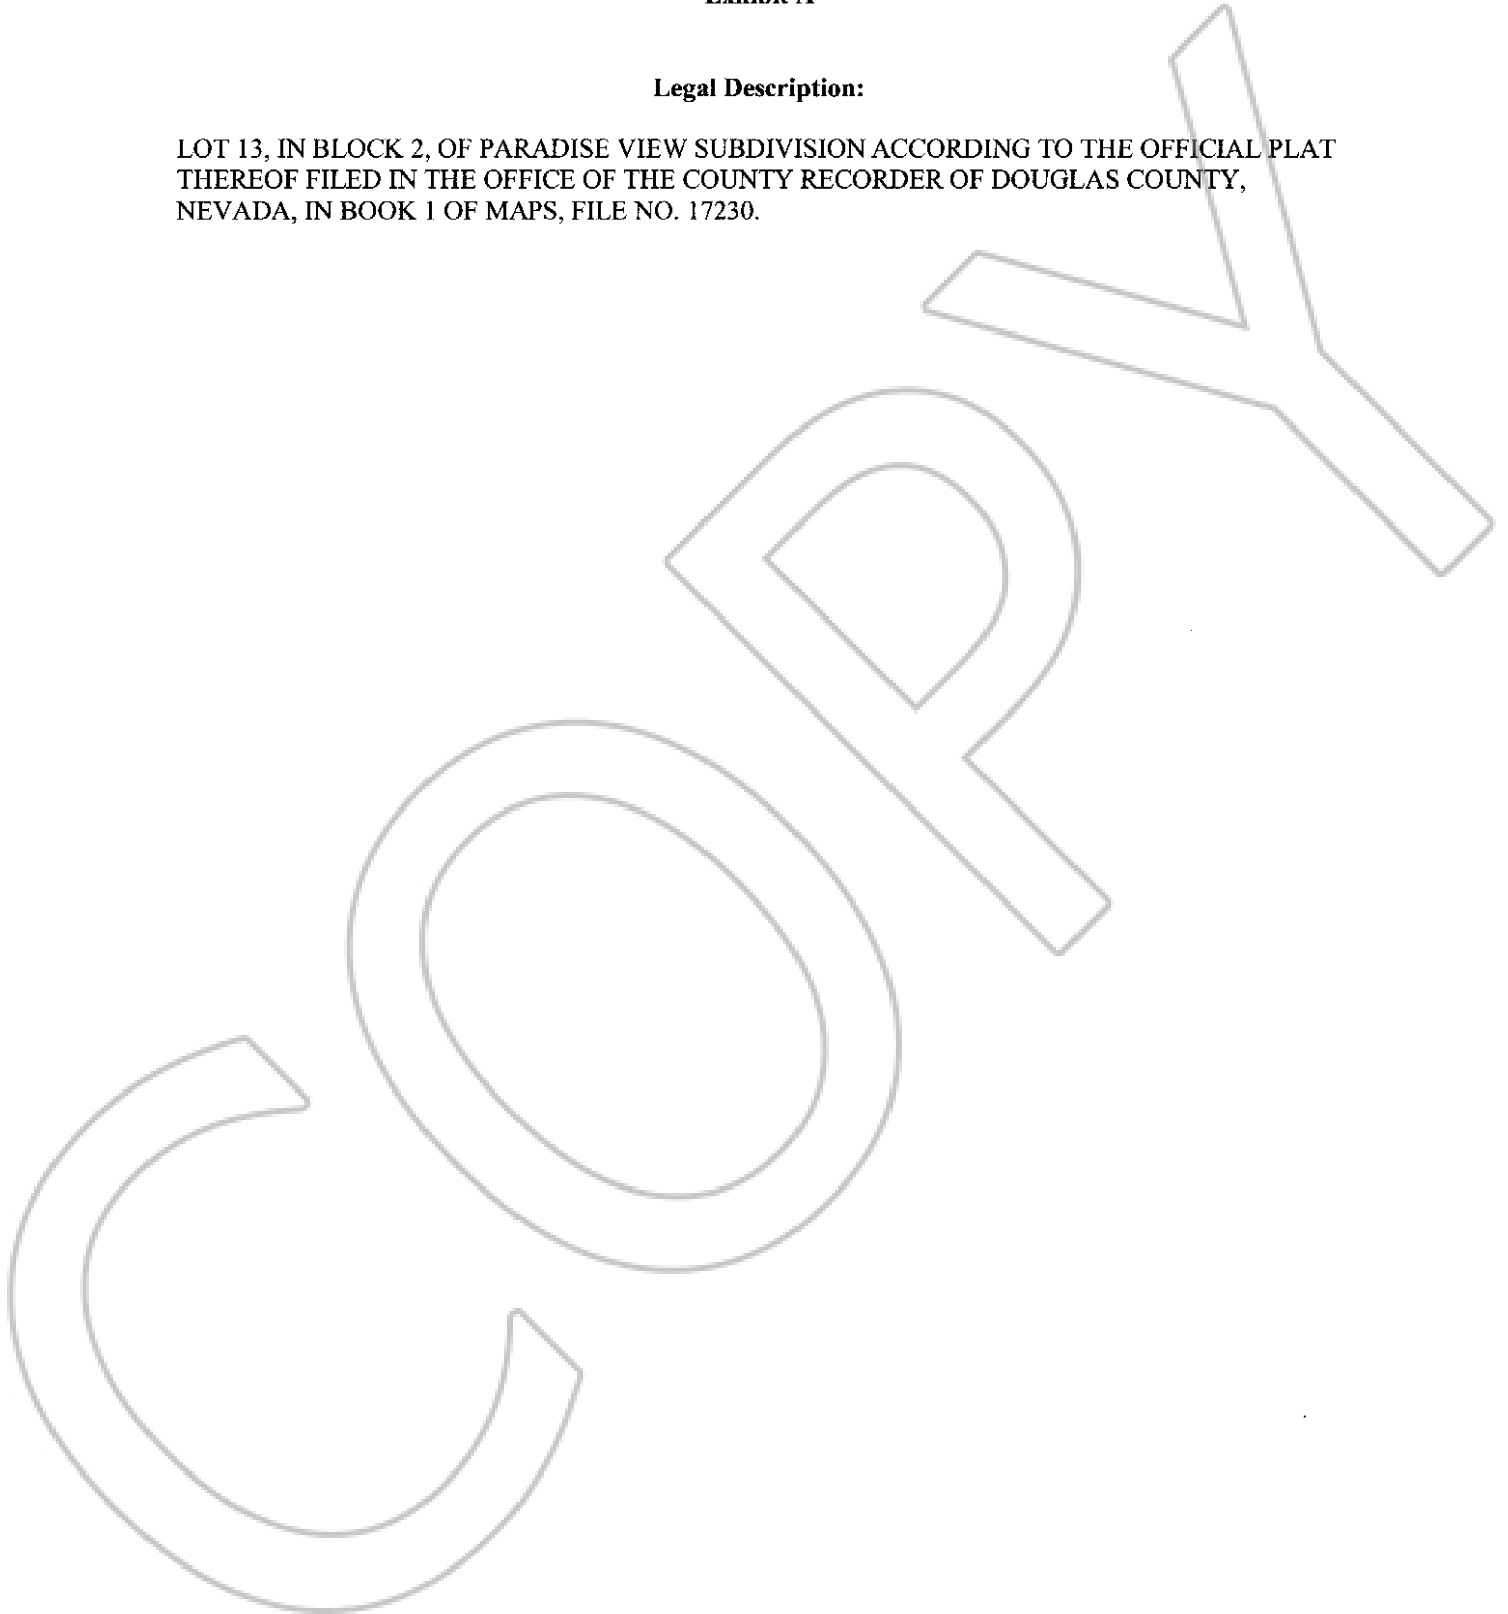 Exhibit A
Legal Description:
LOT 13, IN BLOCK 2, OF PARADISE VIEW SUBDIVISION ACCORDING TO THE OFFICIAL PLAT
THEREOF FILED IN THE OFFICE OF THE COUNTY RECORDER OF DOUGLAS COUNTY,
NEVADA, IN BOOK 1 OF MAPS, FILE NO. 17230.
COPY